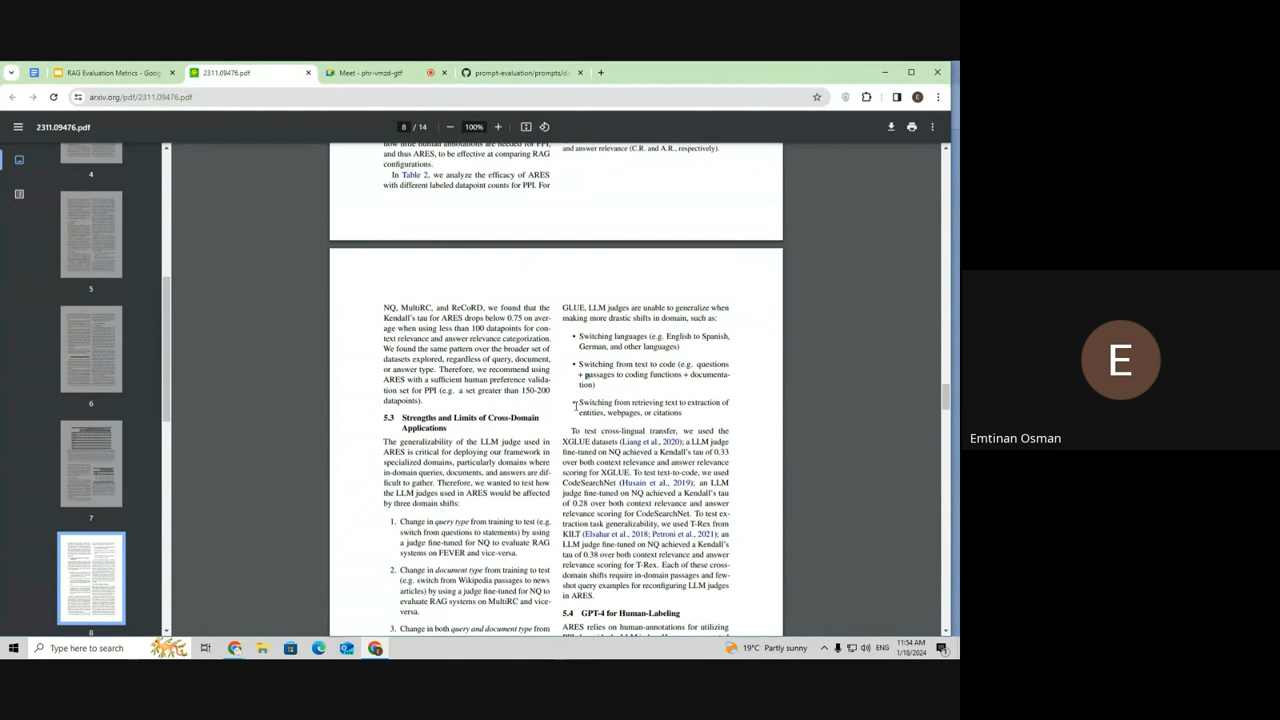 RAG Evaluation Metrics - Goog
2311.09476.pdf
Meet - phr-vmzd-gtf
prompt-evaluation/prompts/d
arxiv.org/pdf/2311.09476.pdf
E
2311.09476.pdf
8 / 14
100%
4
5
6
7
8
how little human annotations are needed for PPI,
and thus ARES, to be effective at comparing RAG
configurations.
In Table 2, we analyze the efficacy of ARES
with different labeled datapoint counts for PPI. For
and answer relevance (C.R. and A.R., respectively).
NQ, MultiRC, and ReCoRD, we found that the
Kendall's tau for ARES drops below 0.75 on aver-
age when using less than 100 datapoints for con-
text relevance and answer relevance categorization.
We found the same pattern over the broader set of
datasets explored, regardless of query, document,
or answer type. Therefore, we recommend using
ARES with a sufficient human preference valida-
tion set for PPI (e.g. a set greater than 150-200
datapoints).
5.3 Strengths and Limits of Cross-Domain
Applications
The generalizability of the LLM judge used in
ARES is critical for deploying our framework in
specialized domains, particularly domains where
in-domain queries, documents, and answers are dif-
ficult to gather. Therefore, we wanted to test how
the LLM judges used in ARES would be affected
by three domain shifts:
1. Change in query type from training to test (e.g.
switch from questions to statements) by using
a judge fine-tuned for NQ to evaluate RAG
systems on FEVER and vice-versa.
2. Change in document type from training to test
(e.g. switch from Wikipedia passages to news
articles) by using a judge fine-tuned for NQ to
evaluate RAG systems on MultiRC and vice-
versa.
3. Change in both query and document type from
GLUE, LLM judges are unable to generalize when
making more drastic shifts in domain, such as:
• Switching languages (e.g. English to Spanish,
German, and other languages)
• Switching from text to code (e.g. questions
+ passages to coding functions + documenta-
tion)
• Switching from retrieving text to extraction of
entities, webpages, or citations
To test cross-lingual transfer, we used the
XGLUE datasets (Liang et al., 2020); a LLM judge
fine-tuned on NQ achieved a Kendall's tau of 0.33
over both context relevance and answer relevance
scoring for XGLUE. To test text-to-code, we used
CodeSearchNet (Husain et al., 2019); an LLM
judge fine-tuned on NQ achieved a Kendall's tau
of 0.28 over both context relevance and answer
relevance scoring for CodeSearchNet. To test ex-
traction task generalizability, we used T-Rex from
KILT (Elsahar et al., 2018; Petroni et al., 2021); an
LLM judge fine-tuned on NQ achieved a Kendall's
tau of 0.38 over both context relevance and answer
relevance scoring for T-Rex. Each of these cross-
domain shifts require in-domain passages and few-
shot query examples for reconfiguring LLM judges
in ARES.
5.4 GPT-4 for Human-Labeling
ARES relies on human-annotations for utilizing
E
Emtinan Osman
Type here to search
19°C Partly sunny
ENG
11:54 AM
1/18/2024